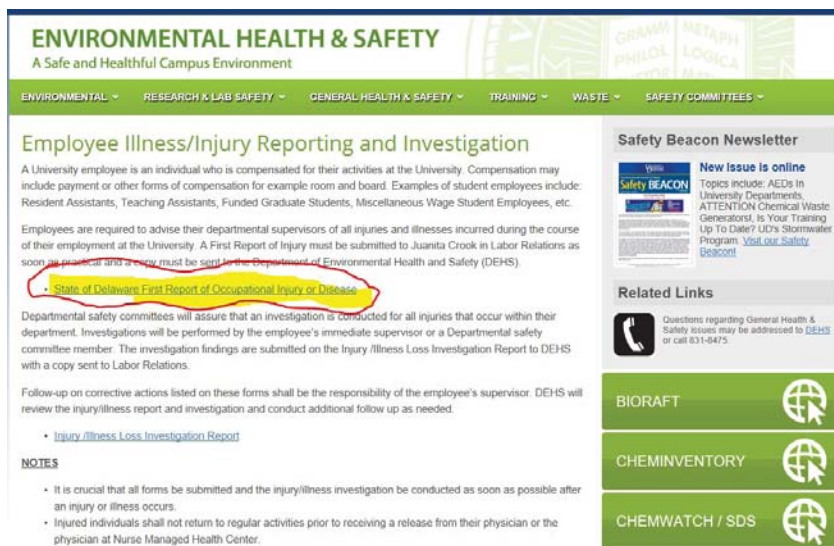 ENVIRONMENTAL HEALTH & SAFETY
A Safe and Healthful Campus Environment
GRAMM METAPH
PHILOL LOGICA
ENVIRONMENTAL RESEARCH & LAB SAFETY GENERAL HEALTH & SAFETY TRAINING WASTE SAFETY COMMITTEES
Employee Illness/Injury Reporting and Investigation
A University employee is an individual who is compensated for their activities at the University. Compensation may
include payment or other forms of compensation for example room and board. Examples of student employees include:
Resident Assistants, Teaching Assistants, Funded Graduate Students, Miscellaneous Wage Student Employees, etc.
Employees are required to advise their departmental supervisors of all injuries and illnesses incurred during the course
of their employment at the University. A First Report of Injury must be submitted to Juanita Crook in Labor Relations as
soon as practical and a copy must be sent to the Department of Environmental Health and Safety (DEHS).
• State of Delaware First Report of Occupational Injury or Disease
Departmental safety committees will assure that an investigation is conducted for all injuries that occur within their
department. Investigations will be performed by the employee's immediate supervisor or a Departmental safety
committee member. The investigation findings are submitted on the Injury /Illness Loss Investigation Report to DEHS
with a copy sent to Labor Relations.
Follow-up on corrective actions listed on these forms shall be the responsibility of the employee's supervisor. DEHS will
review the injury/illness report and investigation and conduct additional follow up as needed.
• Injury /Illness Loss Investigation Report
NOTES
• It is crucial that all forms be submitted and the injury/illness investigation be conducted as soon as possible after
an injury or illness occurs.
• Injured individuals shall not return to regular activities prior to receiving a release from their physician or the
physician at Nurse Managed Health Center.
Safety Beacon Newsletter
Safety BEACON
New Issue is online
Topics include: AEDs In
University Departments,
ATTENTION Chemical Waste
Generators!, Is Your Training
Up To Date? UD's Stormwater
Program. Visit our Safety
Beacon!
Related Links
Questions regarding General Health &
Safety issues may be addressed to DEHS
or call 831-8475.
BIORAFT
CHEMINVENTORY
CHEMWATCH / SDS